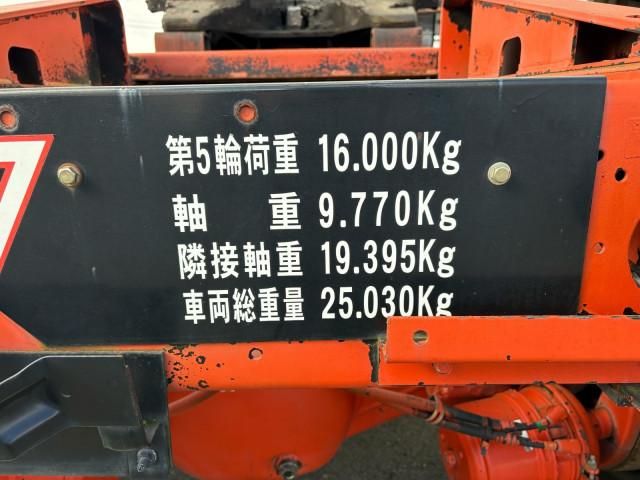 第5輪荷重 16.000Kg
軸 重 9.770Kg
隣接軸重 19.395Kg
車両総重量 25.030Kg